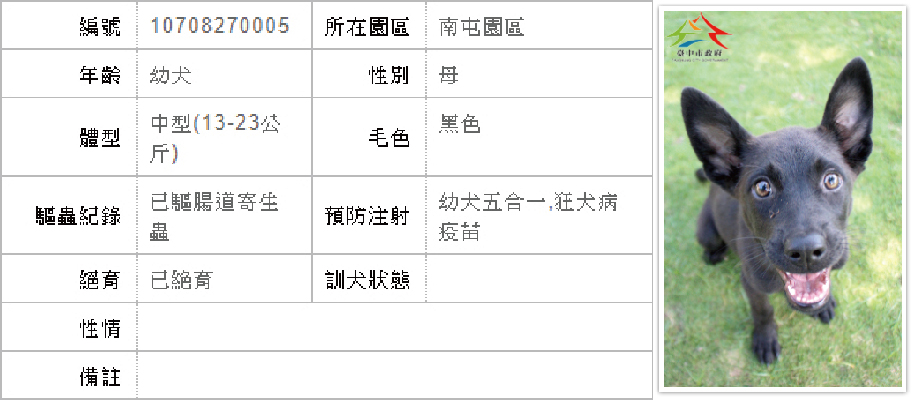 編號 10708270005 所在園區 南屯園區
年齡 幼犬 性別 母
體型 中型(13-23公
斤) 毛色 黑色
驅蟲紀錄 已驅腸道寄生
蟲 預防注射 幼犬五合一,狂犬病
疫苗
絕育 已絕育 訓犬狀態
性情
備註
臺中市政府